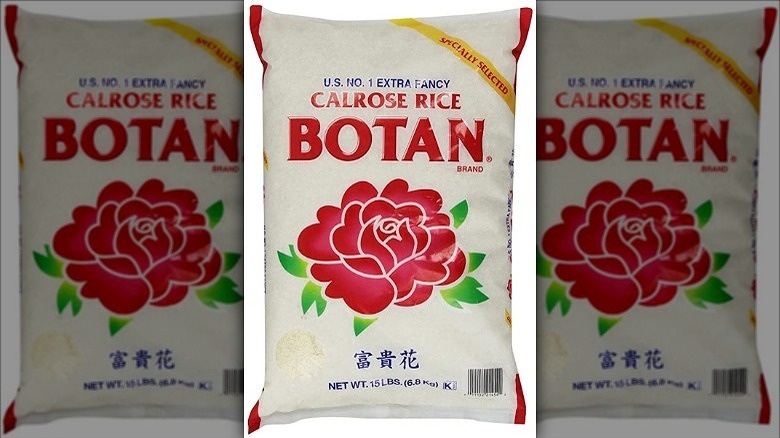 SPECIALLY SELECTED
U.S. NO. 1 EXTRA FANCY
CALROSE RICE
BOTAN®
BRAND
富貴花
NET WT. 15 LBS. (6.8 Kg) K